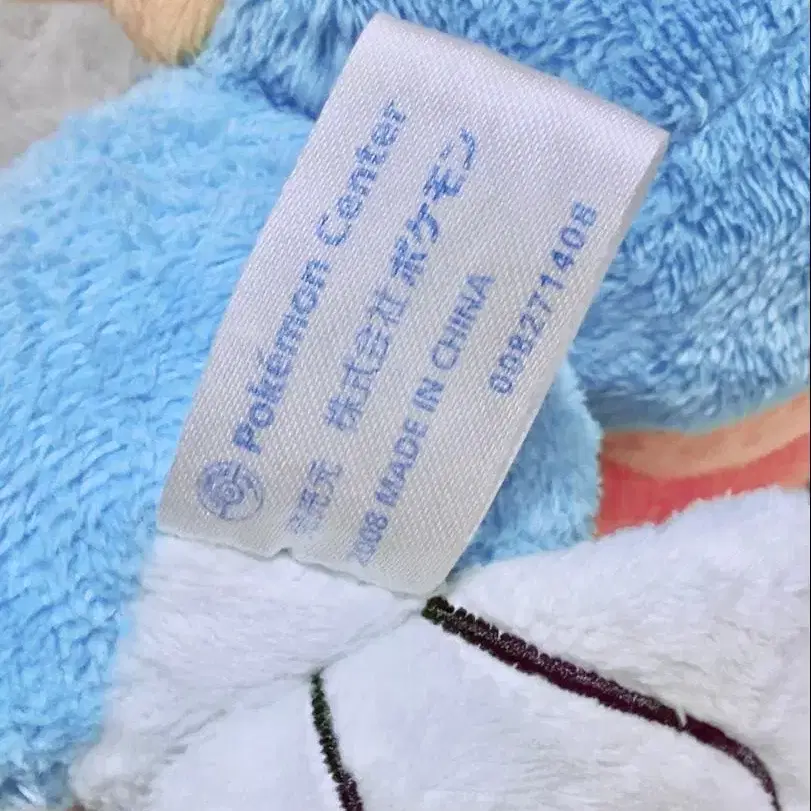 Pokémon Center
発売元 株式会社ポケモン
2008 MADE IN CHINA
008271408